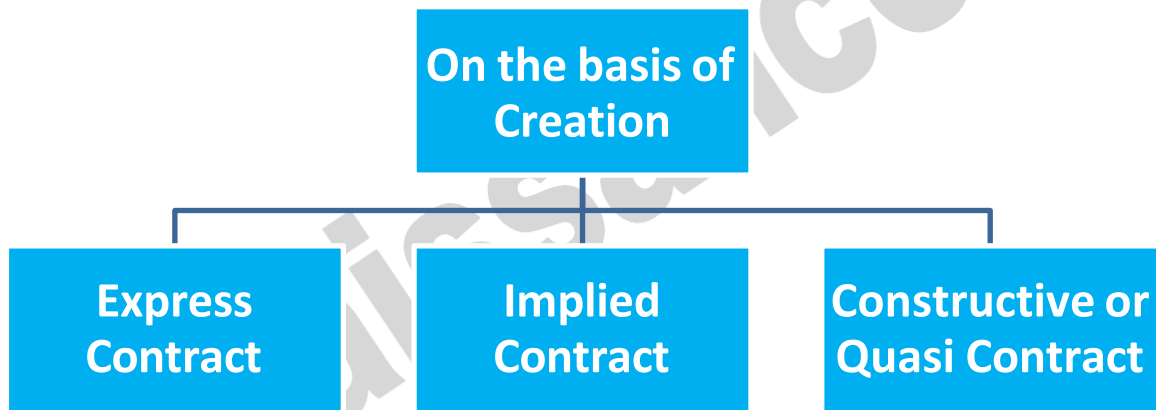 On the basis of
Creation
Express
Contract
Implied
Contract
Constructive or
Quasi Contract